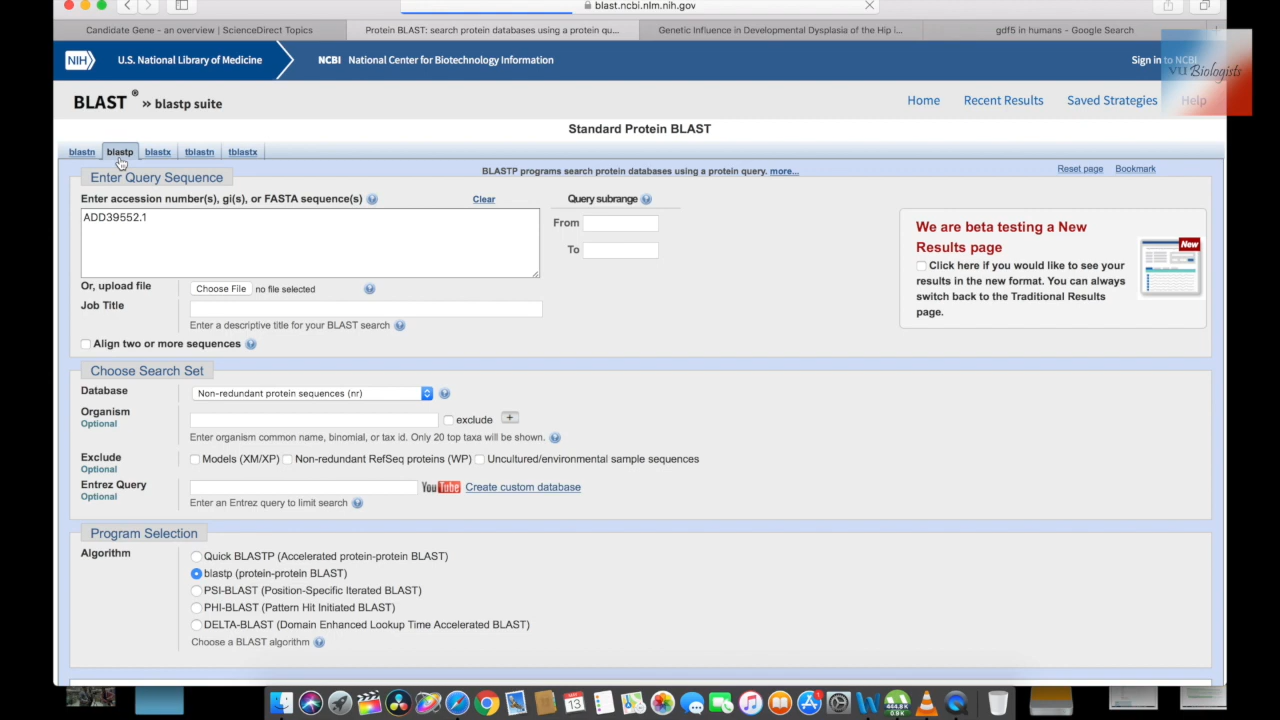 blast.ncbi.nlm.nih.gov
Candidate Gene - an overview | ScienceDirect Topics
Protein BLAST: search protein databases using a protein qu...
Genetic Influence in Developmental Dysplasia of the Hip i...
gdf5 in humans - Google Search
NIH
U.S. National Library of Medicine
NCBI National Center for Biotechnology Information
Sign in to NCBI
vu Biologists
BLAST ® » blastp suite
Home
Recent Results
Saved Strategies
Help
Standard Protein BLAST
blastn
blastp
blastx
tblastn
tblastx
BLASTP programs search protein databases using a protein query. more...
Reset page
Bookmark
Enter Query Sequence
Enter accession number(s), gi(s), or FASTA sequence(s)
Clear
Query subrange
ADD39552.1
From
To
We are beta testing a New
Results page
New
Click here if you would like to see your
results in the new format. You can always
switch back to the Traditional Results
page.
Or, upload file
Choose File no file selected
Job Title
Enter a descriptive title for your BLAST search
Align two or more sequences
Choose Search Set
Database
Non-redundant protein sequences (nr)
Organism
Optional
exclude
+
Enter organism common name, binomial, or tax id. Only 20 top taxa will be shown.
Exclude
Optional
Models (XM/XP)
Non-redundant RefSeq proteins (WP)
Uncultured/environmental sample sequences
Entrez Query
Optional
YouTube
Create custom database
Enter an Entrez query to limit search
Program Selection
Algorithm
Quick BLASTP (Accelerated protein-protein BLAST)
blastp (protein-protein BLAST)
PSI-BLAST (Position-Specific Iterated BLAST)
PHI-BLAST (Pattern Hit Initiated BLAST)
DELTA-BLAST (Domain Enhanced Lookup Time Accelerated BLAST)
Choose a BLAST algorithm
13
1
444.8K
0.9K